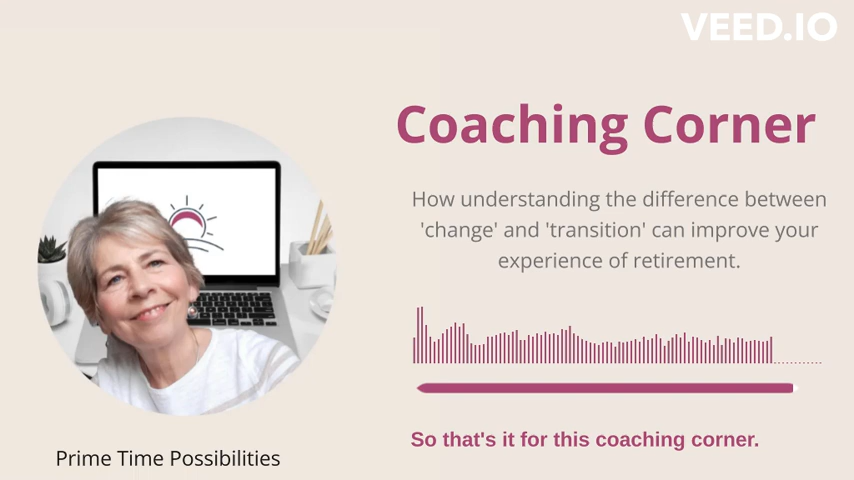 VEED.IO
Coaching Corner
How understanding the difference between
'change' and 'transition' can improve your
experience of retirement.
So that's it for this coaching corner.
Prime Time Possibilities